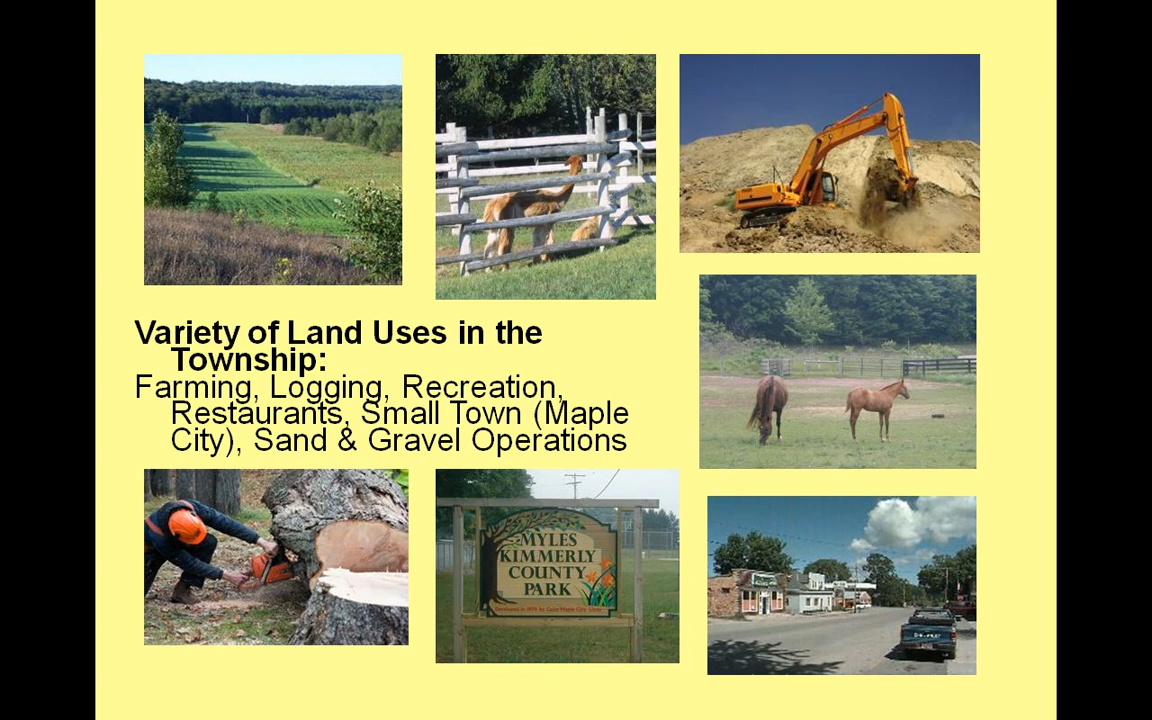 Variety of Land Uses in the
Township:
Farming, Logging, Recreation,
Restaurants, Small Town (Maple
City), Sand & Gravel Operations
MYLES
KIMMERLY
COUNTY
PARK